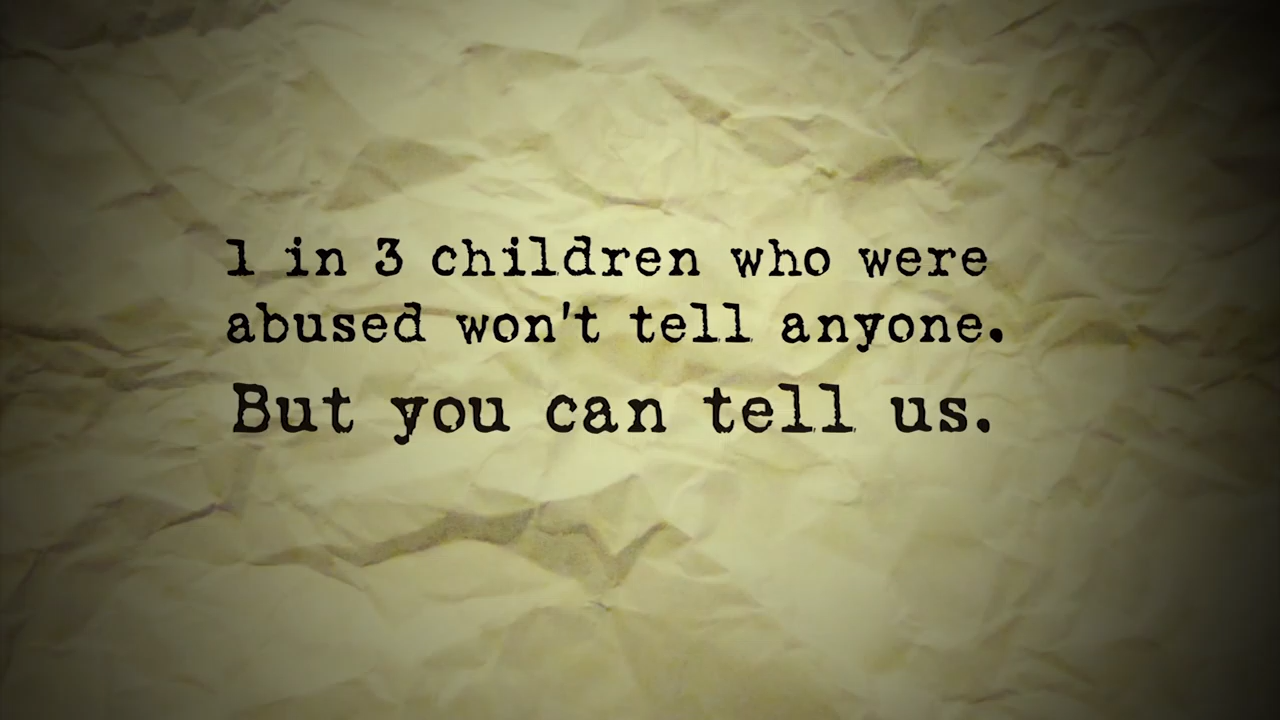 1 in 3 children who were
abused won't tell anyone.
But you can tell us.